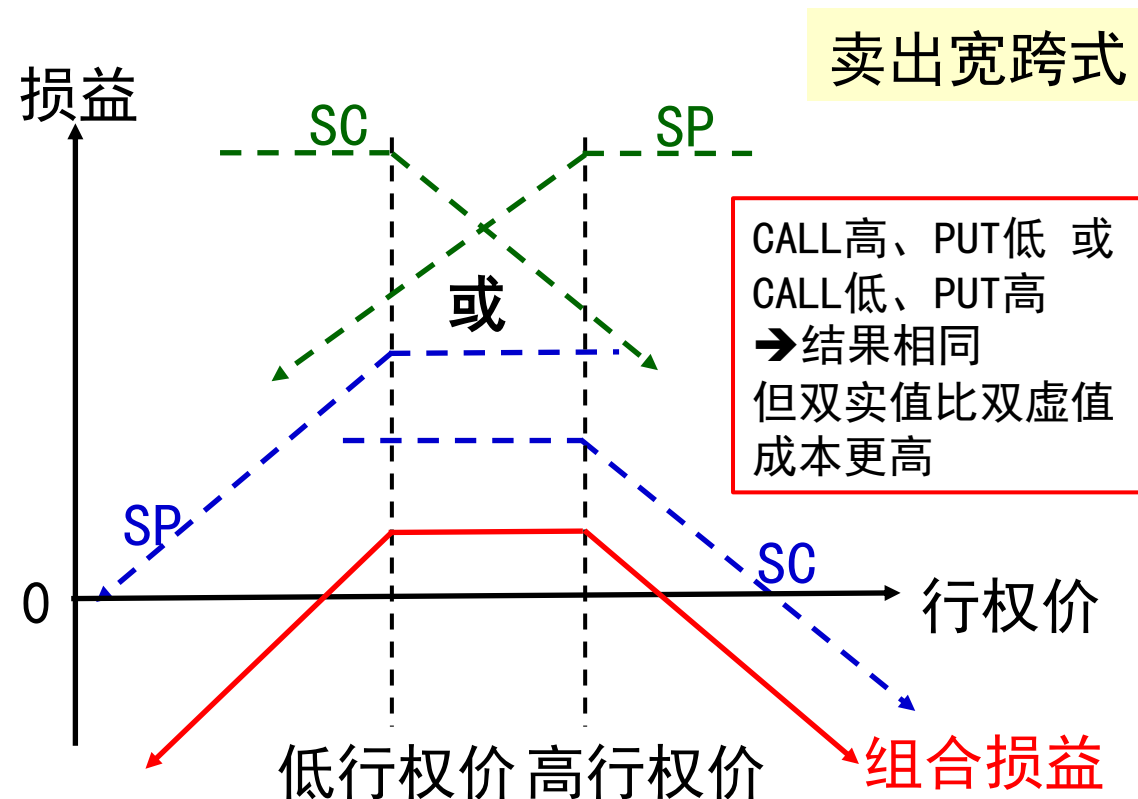 卖出宽跨式
损益
SC
SP
CALL高、PUT低 或
CALL低、PUT高
➔结果相同
但双实值比双虚值
成本更高
或
SP
SC
0
行权价
低行权价
高行权价
组合损益